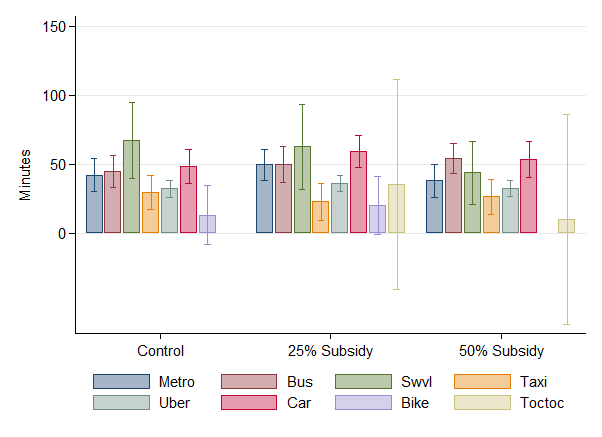 150
100
50
0
Minutes
Control 25% Subsidy 50% Subsidy
Metro Bus Swvl Taxi
Uber Car Bike Toctoc